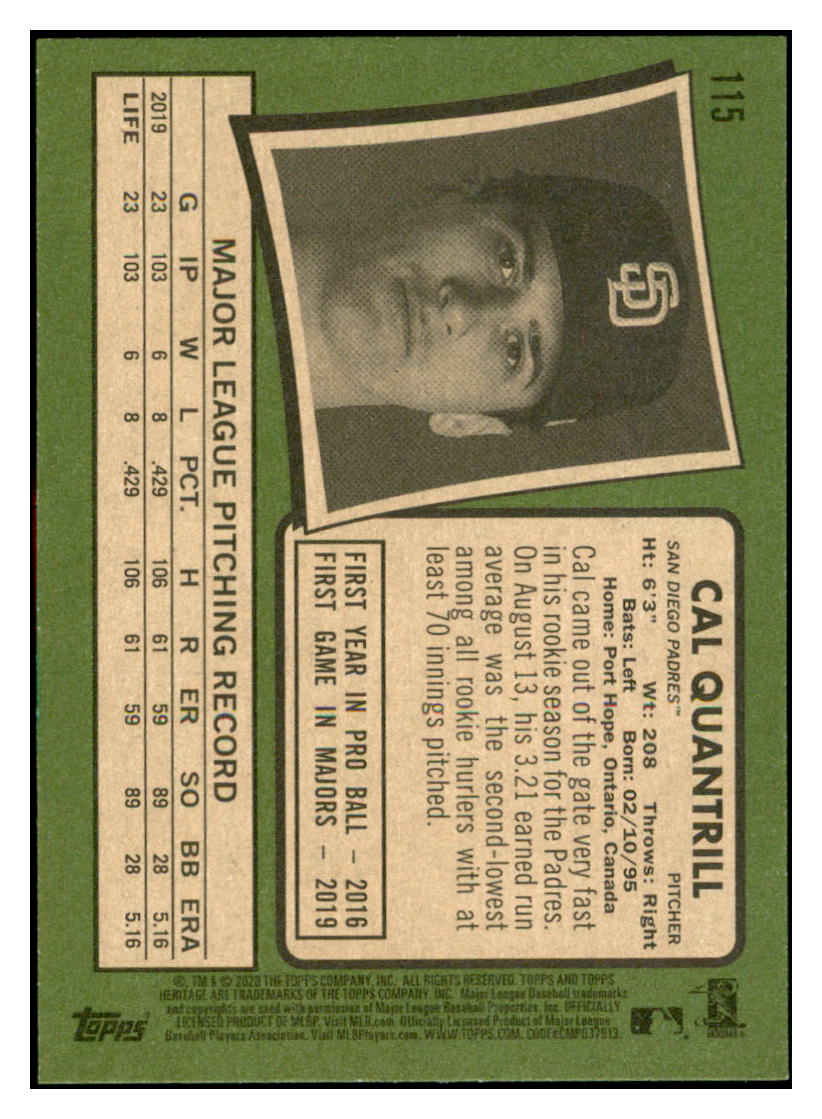 115
SD
CAL QUANTRILL
SAN DIEGO PADRES™ PITCHER
Ht: 6'3" Wt: 208 Throws: Right
Bats: Left Born: 02/10/95
Home: Port Hope, Ontario, Canada
Cal came out of the gate very fast
in his rookie season for the Padres.
On August 13, his 3.21 earned run
average was the second-lowest
among all rookie hurlers with at
least 70 innings pitched.
FIRST YEAR IN PRO BALL – 2016
FIRST GAME IN MAJORS – 2019
MAJOR LEAGUE PITCHING RECORD
G IP W L PCT. H R ER SO BB ERA
2019 23 103 6 8 .429 106 61 59 89 28 5.16
LIFE 23 103 6 8 .429 106 61 59 89 28 5.16
®, TM & © 2020 THE TOPPS COMPANY, INC. ALL RIGHTS RESERVED. TOPPS AND TOPPS
HERITAGE ARE TRADEMARKS OF THE TOPPS COMPANY, INC. Major League Baseball trademarks
and copyrights are used with permission of Major League Baseball Properties, Inc. OFFICIALLY
LICENSED PRODUCT OF MLBP. Visit MLB.com. Officially Licensed Product of Major League
Baseball Players Association. Visit MLBPlayers.com. WWW.TOPPS.COM. CODE#CMP037913.
topps